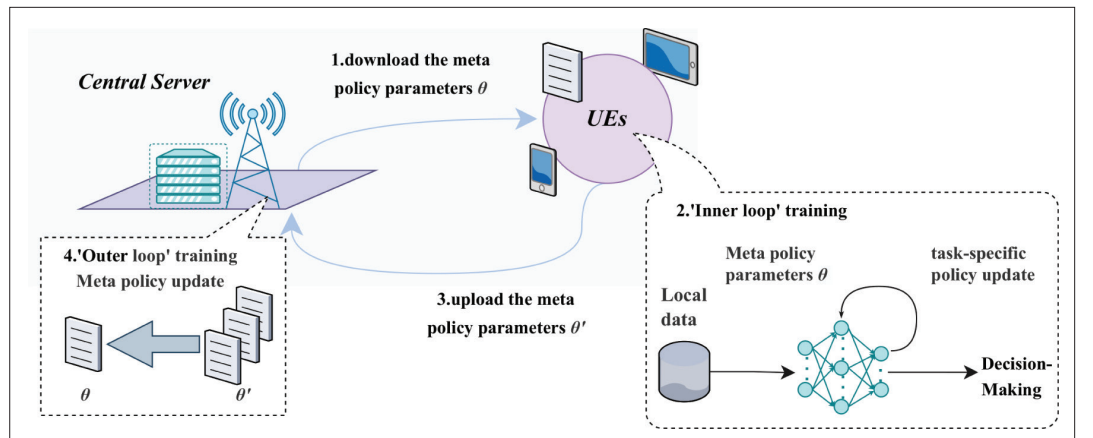 1.download the meta
policy parameters θ
Central Server
UEs
2.'Inner loop' training
4.'Outer loop' training
Meta policy update
Meta policy
parameters θ
task-specific
policy update
3.upload the meta
policy parameters θ'
Local
data
Decision-
Making
θ
θ'